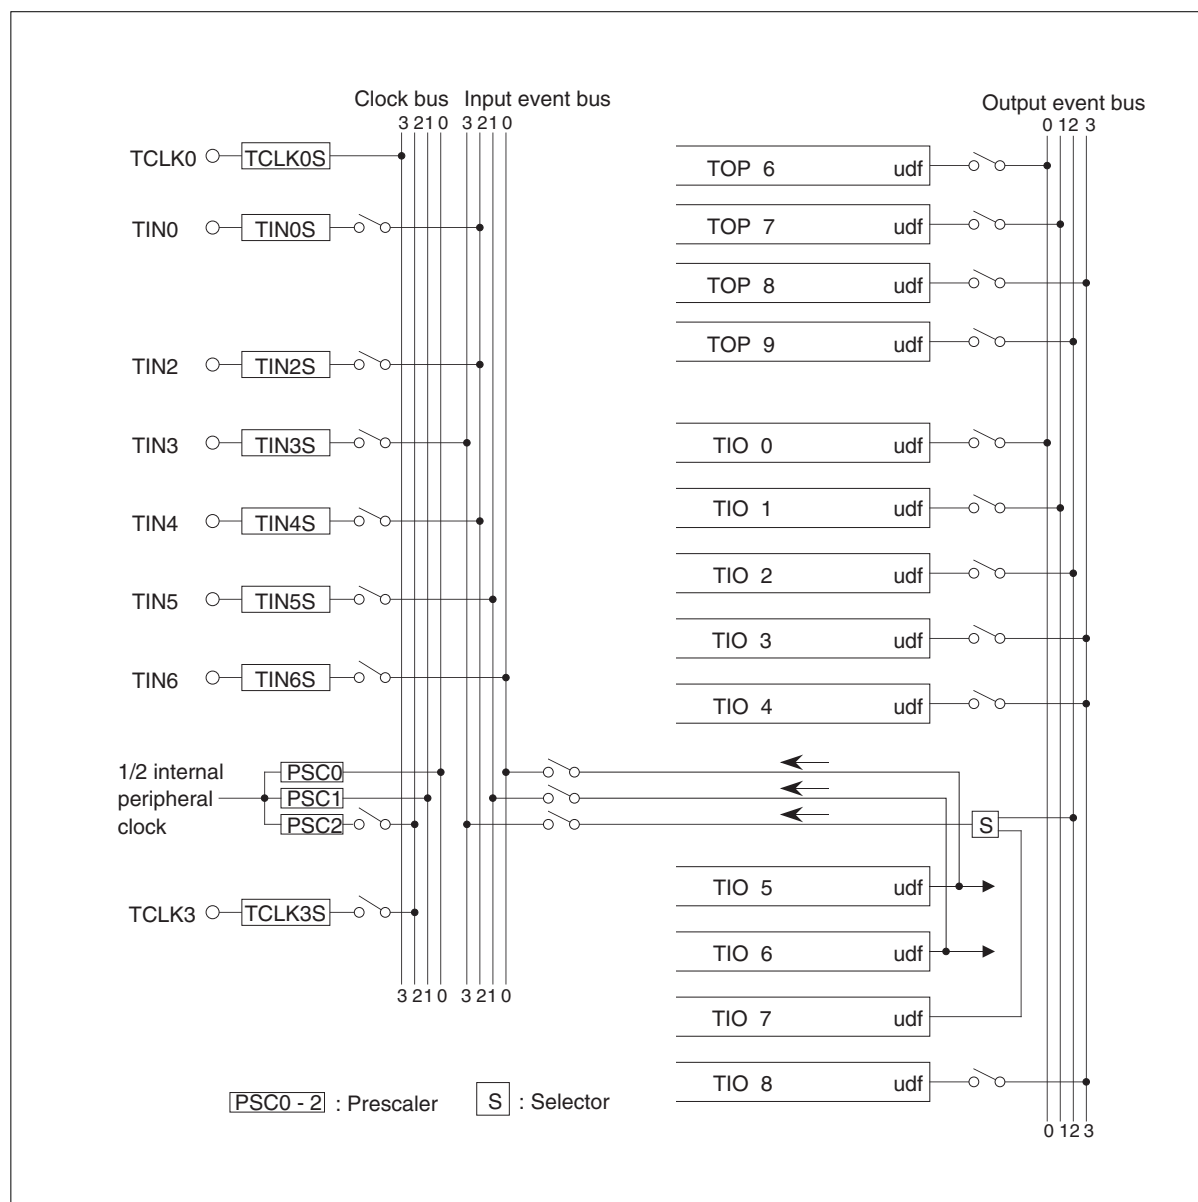 Clock bus Input event bus
3 2 1 0 3 2 1 0
Output event bus
0 1 2 3
TCLK0 TCLK0S
TOP 6 udf
TIN0 TIN0S
TOP 7 udf
TOP 8 udf
TOP 9 udf
TIN2 TIN2S
TIN3 TIN3S
TIO 0 udf
TIN4 TIN4S
TIO 1 udf
TIO 2 udf
TIN5 TIN5S
TIO 3 udf
TIN6 TIN6S
TIO 4 udf
1/2 internal
peripheral
clock
PSC0
PSC1
PSC2
S
TIO 5 udf
TCLK3 TCLK3S
TIO 6 udf
3 2 1 0 3 2 1 0
TIO 7 udf
TIO 8 udf
PSC0 - 2 : Prescaler S : Selector
0 1 2 3